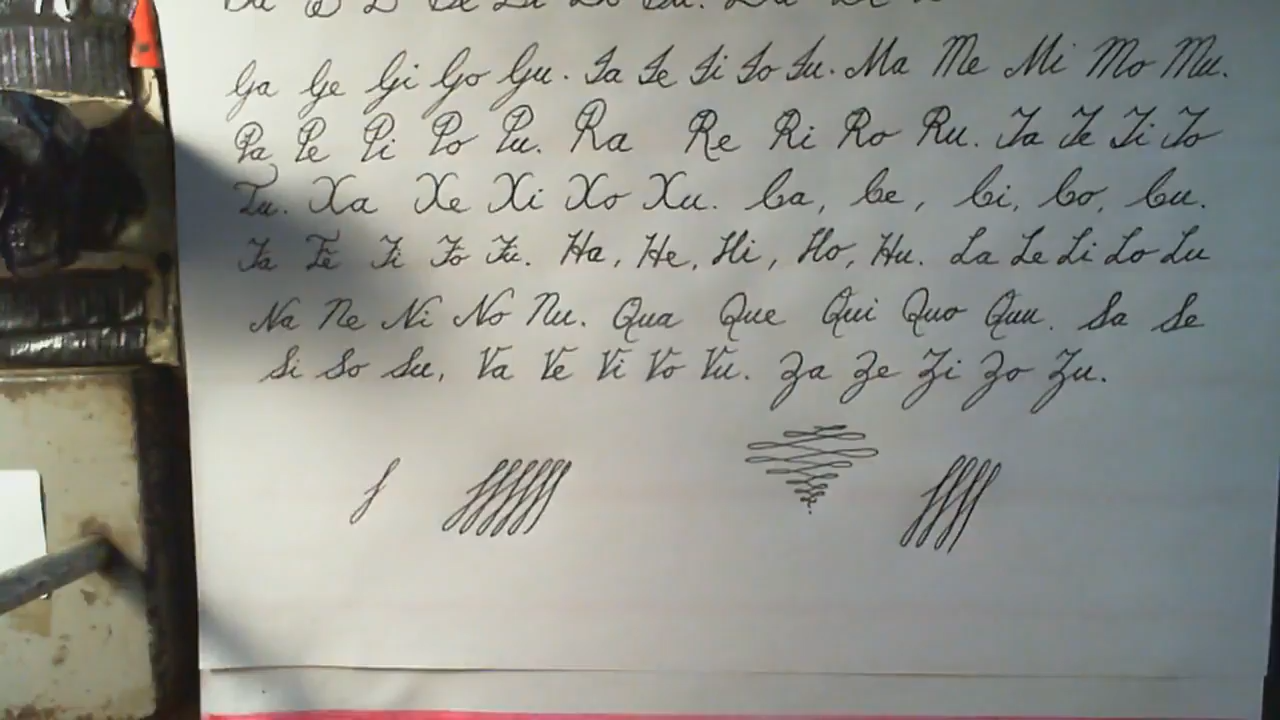 Ga Ge Gi Go Gu. Ja Je Ji Jo Ju. Ma Me Mi Mo Mu.
Pa Pe Pi Po Pu. Ra Re Ri Ro Ru. Ta Te Ti To
Tu. Xa Xe Xi Xo Xu. Ca, Ce, Ci, Co, Cu.
Fa Fe Fi Fo Fu. Ha, He, Hi, Ho, Hu. La Le Li Lo Lu
Na Ne Ni No Nu. Qua Que Qui Quo Quu. Sa Se
Si So Su, Va Ve Vi Vo Vu. Za Ze Zi Zo Zu.